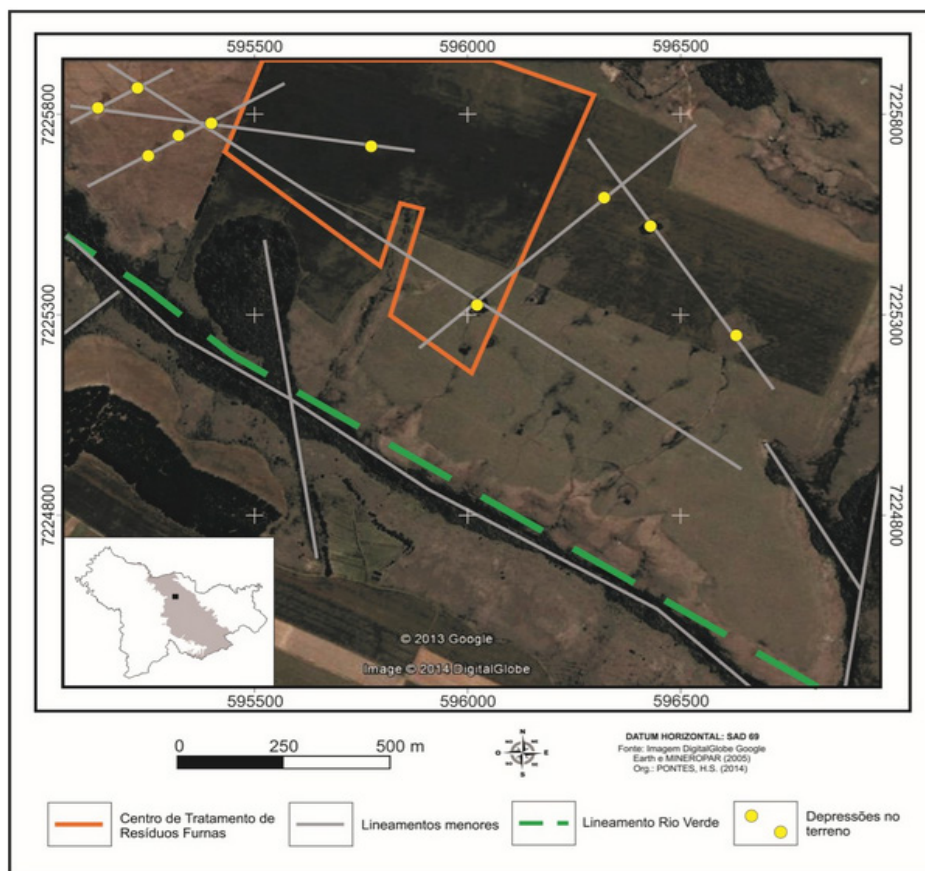 595500 596000 596500
7225800 7225800
7225300 7225300
7224800 7224800
© 2013 Google
Image © 2014 DigitalGlobe
595500 596000 596500
0 250 500 m
N
O E
S
DATUM HORIZONTAL: SAD 69
Fonte: Imagem DigitalGlobe Google
Earth e MINEROPAR (2005)
Org.: PONTES, H.S. (2014)
Centro de Tratamento de
Resíduos Furnas
Lineamentos menores
Lineamento Rio Verde
Depressões no
terreno